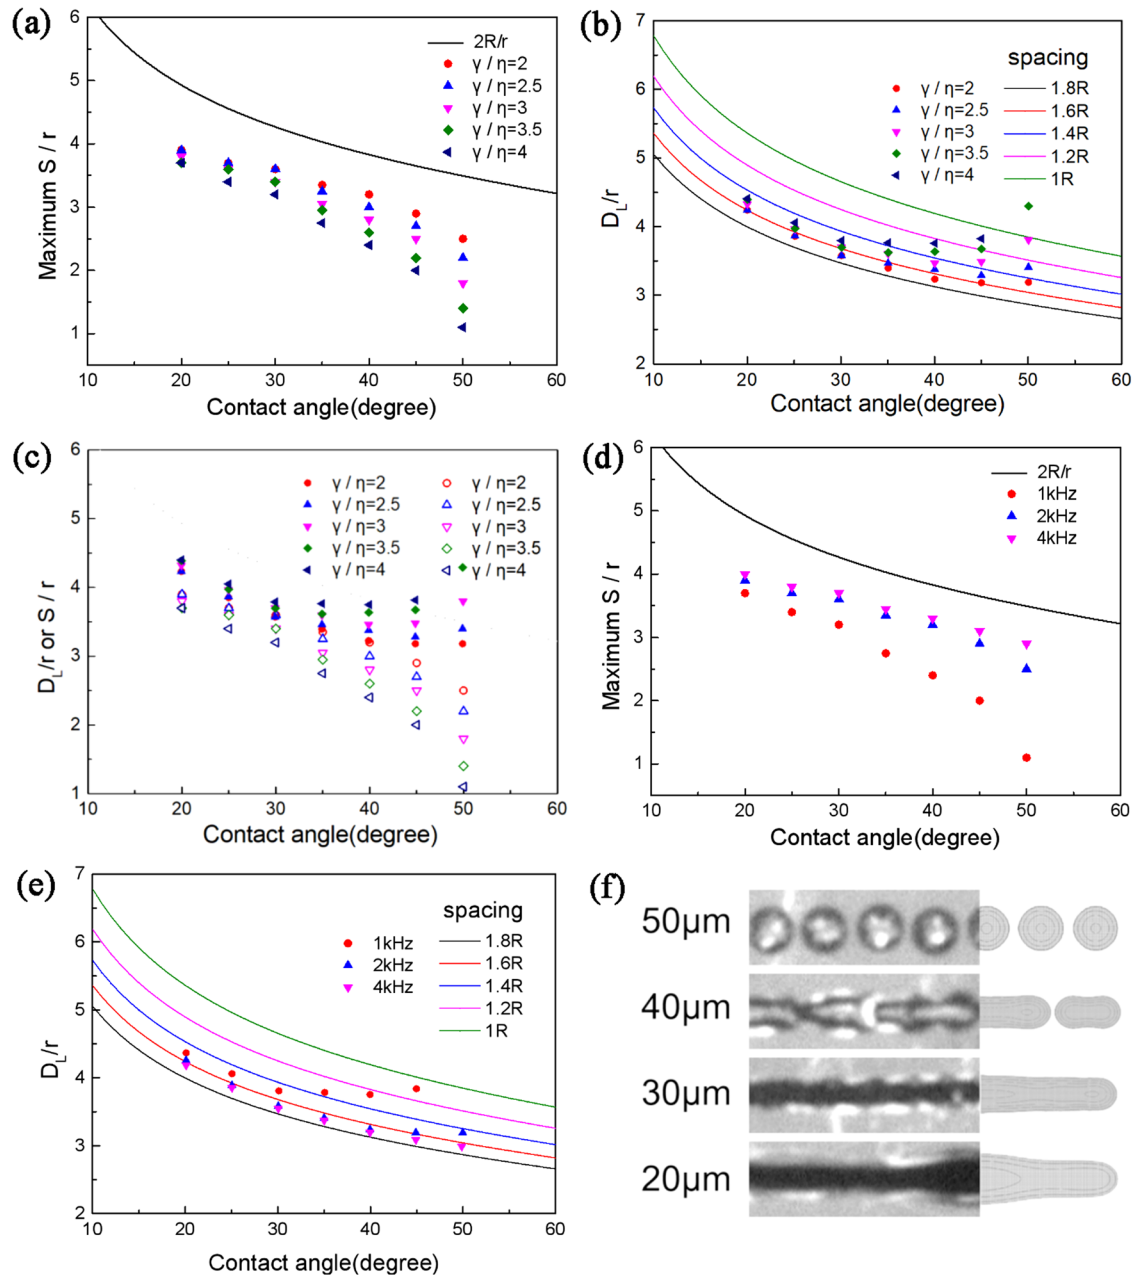 (a)
6
5
4
3
2
1
Maximum S / r
2R/r
γ / η=2
γ / η=2.5
γ / η=3
γ / η=3.5
γ / η=4
10 20 30 40 50 60
Contact angle(degree)
(b)
7
6
5
4
3
2
D_L/r
spacing
γ / η=2
γ / η=2.5
γ / η=3
γ / η=3.5
γ / η=4
1.8R
1.6R
1.4R
1.2R
1R
10 20 30 40 50 60
Contact angle(degree)
(c)
6
5
4
3
2
1
D_L/r or S / r
γ / η=2 γ / η=2
γ / η=2.5 γ / η=2.5
γ / η=3 γ / η=3
γ / η=3.5 γ / η=3.5
γ / η=4 γ / η=4
10 20 30 40 50 60
Contact angle(degree)
(d)
6
5
4
3
2
1
Maximum S / r
2R/r
1kHz
2kHz
4kHz
10 20 30 40 50 60
Contact angle(degree)
(e)
7
6
5
4
3
2
D_L/r
spacing
1kHz
2kHz
4kHz
1.8R
1.6R
1.4R
1.2R
1R
10 20 30 40 50 60
Contact angle(degree)
(f)
50μm
40μm
30μm
20μm